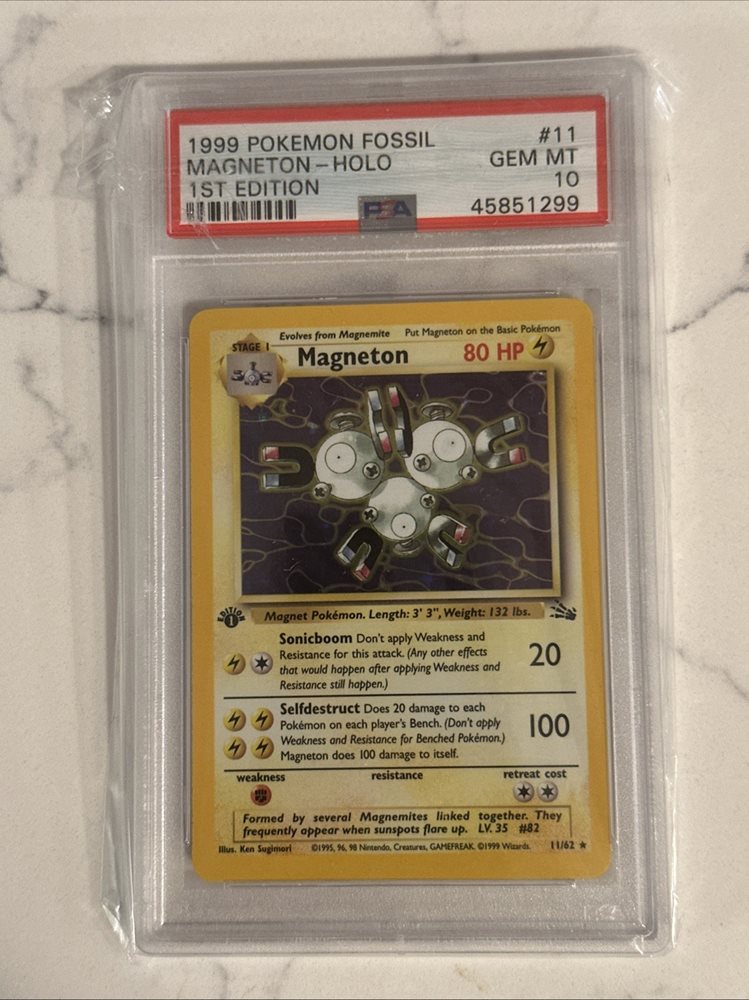 1999 POKEMON FOSSIL #11
MAGNETON – HOLO GEM MT
1ST EDITION 10
PSA 45851299
Evolves from Magnemite Put Magneton on the Basic Pokémon
STAGE 1
Magneton 80 HP
Magnet Pokémon. Length: 3' 3", Weight: 132 lbs.
EDITION
1
Sonicboom Don't apply Weakness and
Resistance for this attack. (Any other effects
that would happen after applying Weakness and
Resistance still happen.)
20
Selfdestruct Does 20 damage to each
Pokémon on each player's Bench. (Don't apply
Weakness and Resistance for Benched Pokémon.)
Magneton does 100 damage to itself.
100
weakness resistance retreat cost
Formed by several Magnemites linked together. They
frequently appear when sunspots flare up. LV. 35 #82
Illus. Ken Sugimori ©1995, 96, 98 Nintendo, Creatures, GAMEFREAK. ©1999 Wizards. 11/62 ★